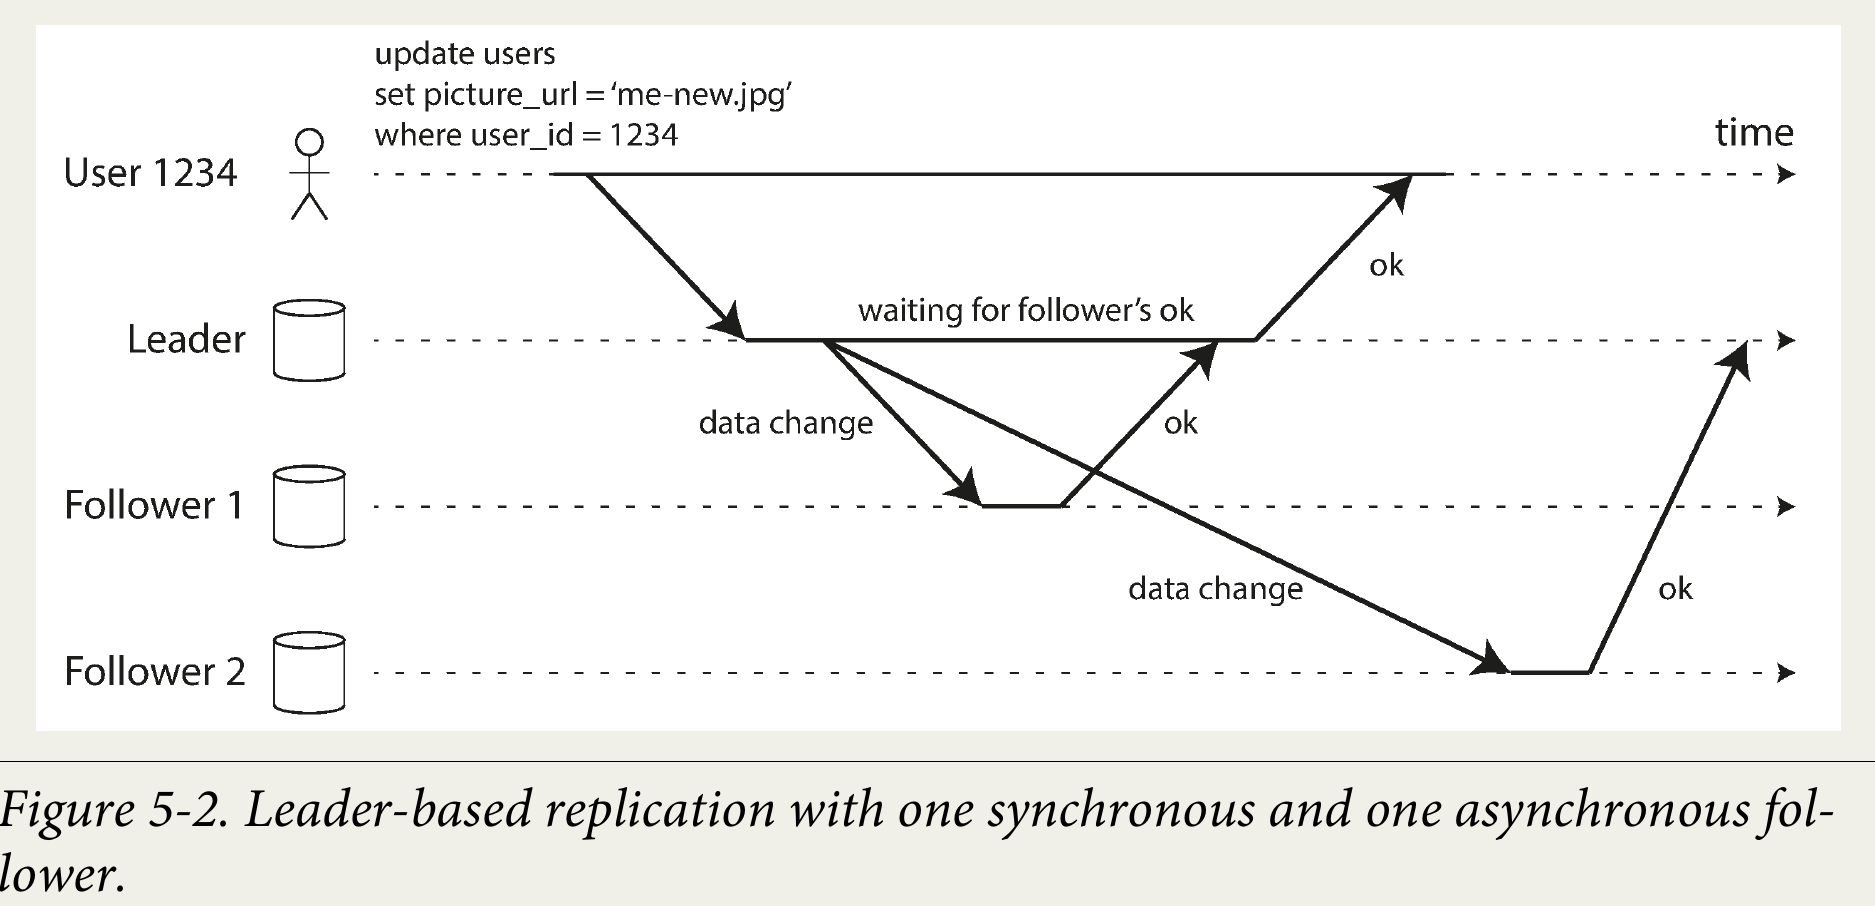 update users
set picture_url = ‘me-new.jpg’
where user_id = 1234
time
User 1234
ok
waiting for follower’s ok
Leader
data change
ok
Follower 1
data change
ok
Follower 2
Figure 5-2. Leader-based replication with one synchronous and one asynchronous fol-
lower.